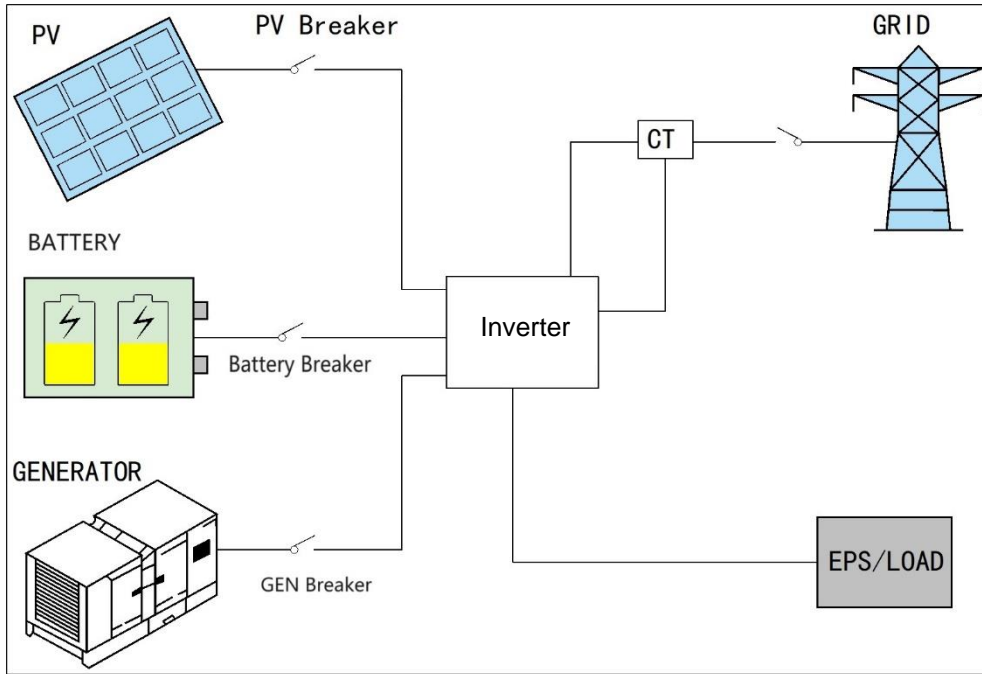 PV
PV Breaker
GRID
CT
BATTERY
Inverter
Battery Breaker
GENERATOR
GEN Breaker
EPS/LOAD